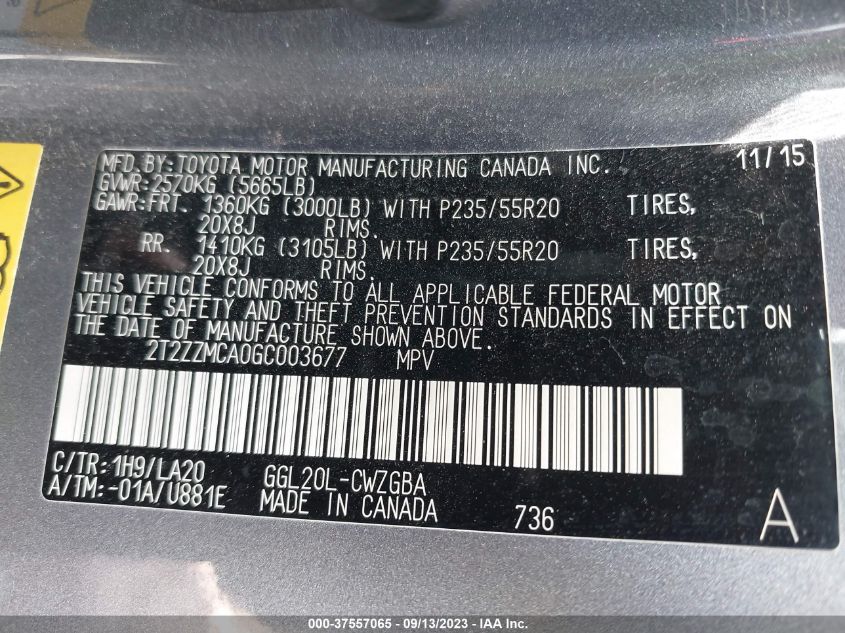 MFD.BY:TOYOTA MOTOR MANUFACTURING CANADA INC. 11/15
GVWR:2570KG (5665LB)
GAWR:FRT. 1360KG (3000LB) WITH P235/55R20 TIRES,
20X8J RIMS.
RR. 1410KG (3105LB) WITH P235/55R20 TIRES,
20X8J RIMS.
THIS VEHICLE CONFORMS TO ALL APPLICABLE FEDERAL MOTOR
VEHICLE SAFETY AND THEFT PREVENTION STANDARDS IN EFFECT ON
THE DATE OF MANUFACTURE SHOWN ABOVE.
2T2ZZMCA0GC003677 MPV
C/TR:1H9/LA20 GGL20L-CWZGBA
A/TM:-01A/U881E MADE IN CANADA 736 A
000-37557065 - 09/13/2023 - IAA Inc.